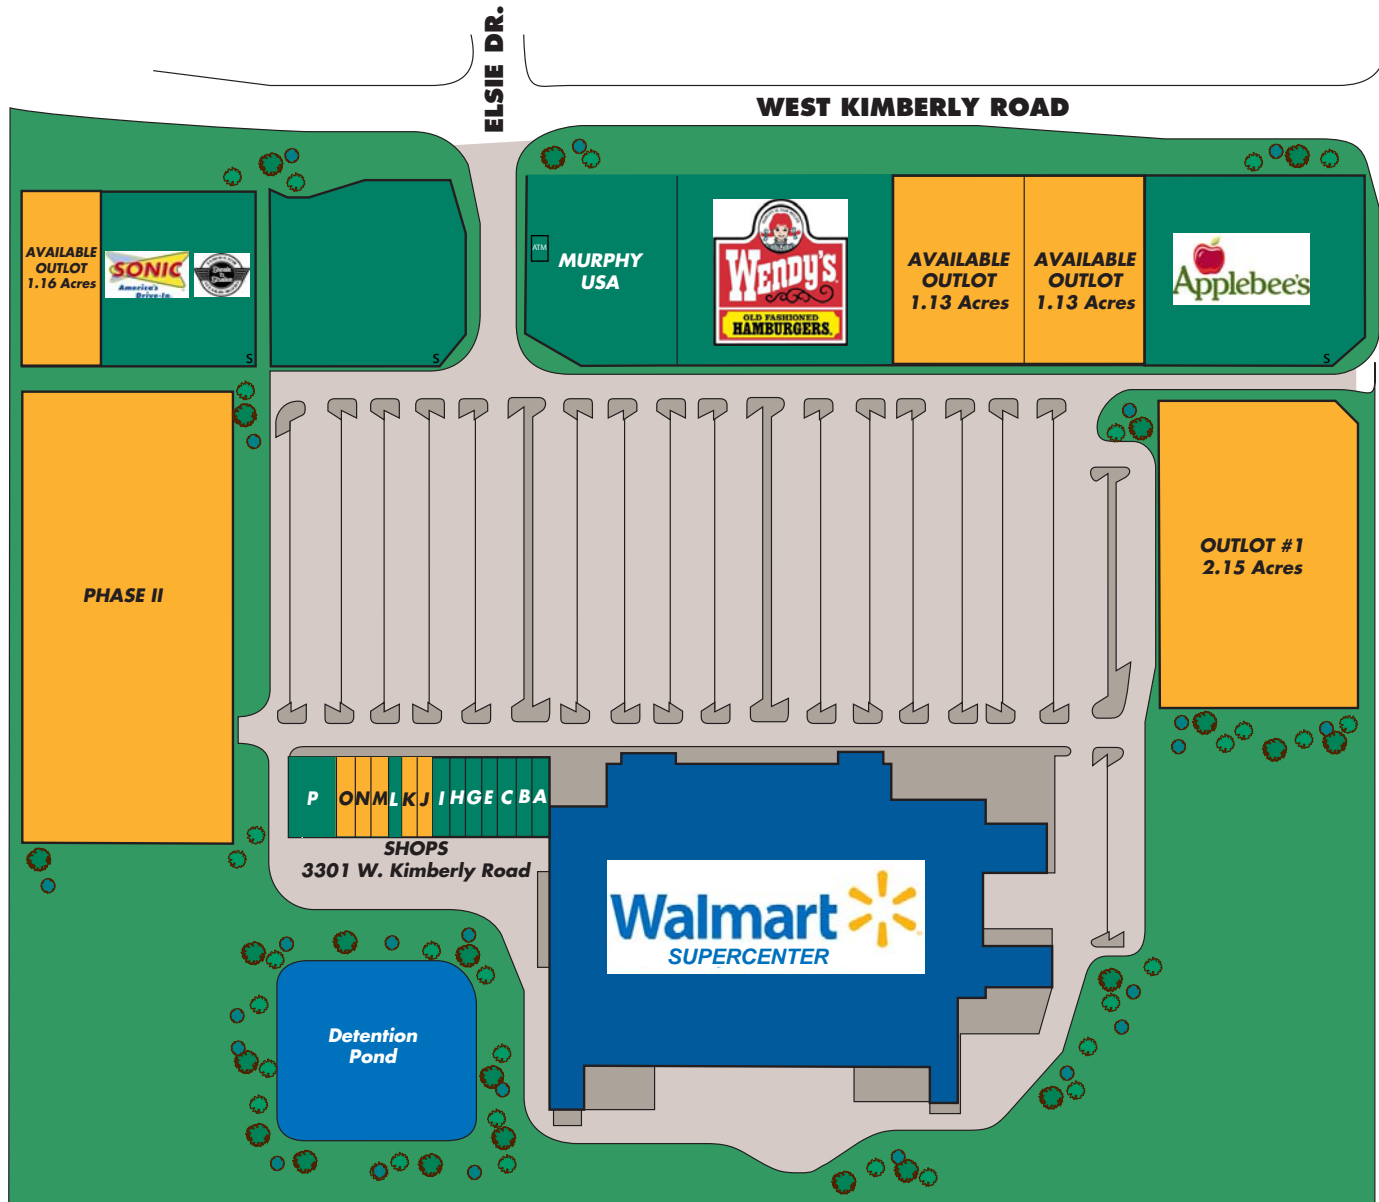 ELSIE DR.
WEST KIMBERLY ROAD
AVAILABLE
OUTLOT
1.16 Acres
SONIC
America's
Drive-In
S
S
ATM
MURPHY
USA
WENDY'S
OLD FASHIONED
HAMBURGERS.
AVAILABLE
OUTLOT
1.13 Acres
AVAILABLE
OUTLOT
1.13 Acres
Applebee's
S
PHASE II
OUTLOT #1
2.15 Acres
P O N M L K J I H G E C B A
SHOPS
3301 W. Kimberly Road
Walmart
SUPERCENTER
Detention
Pond